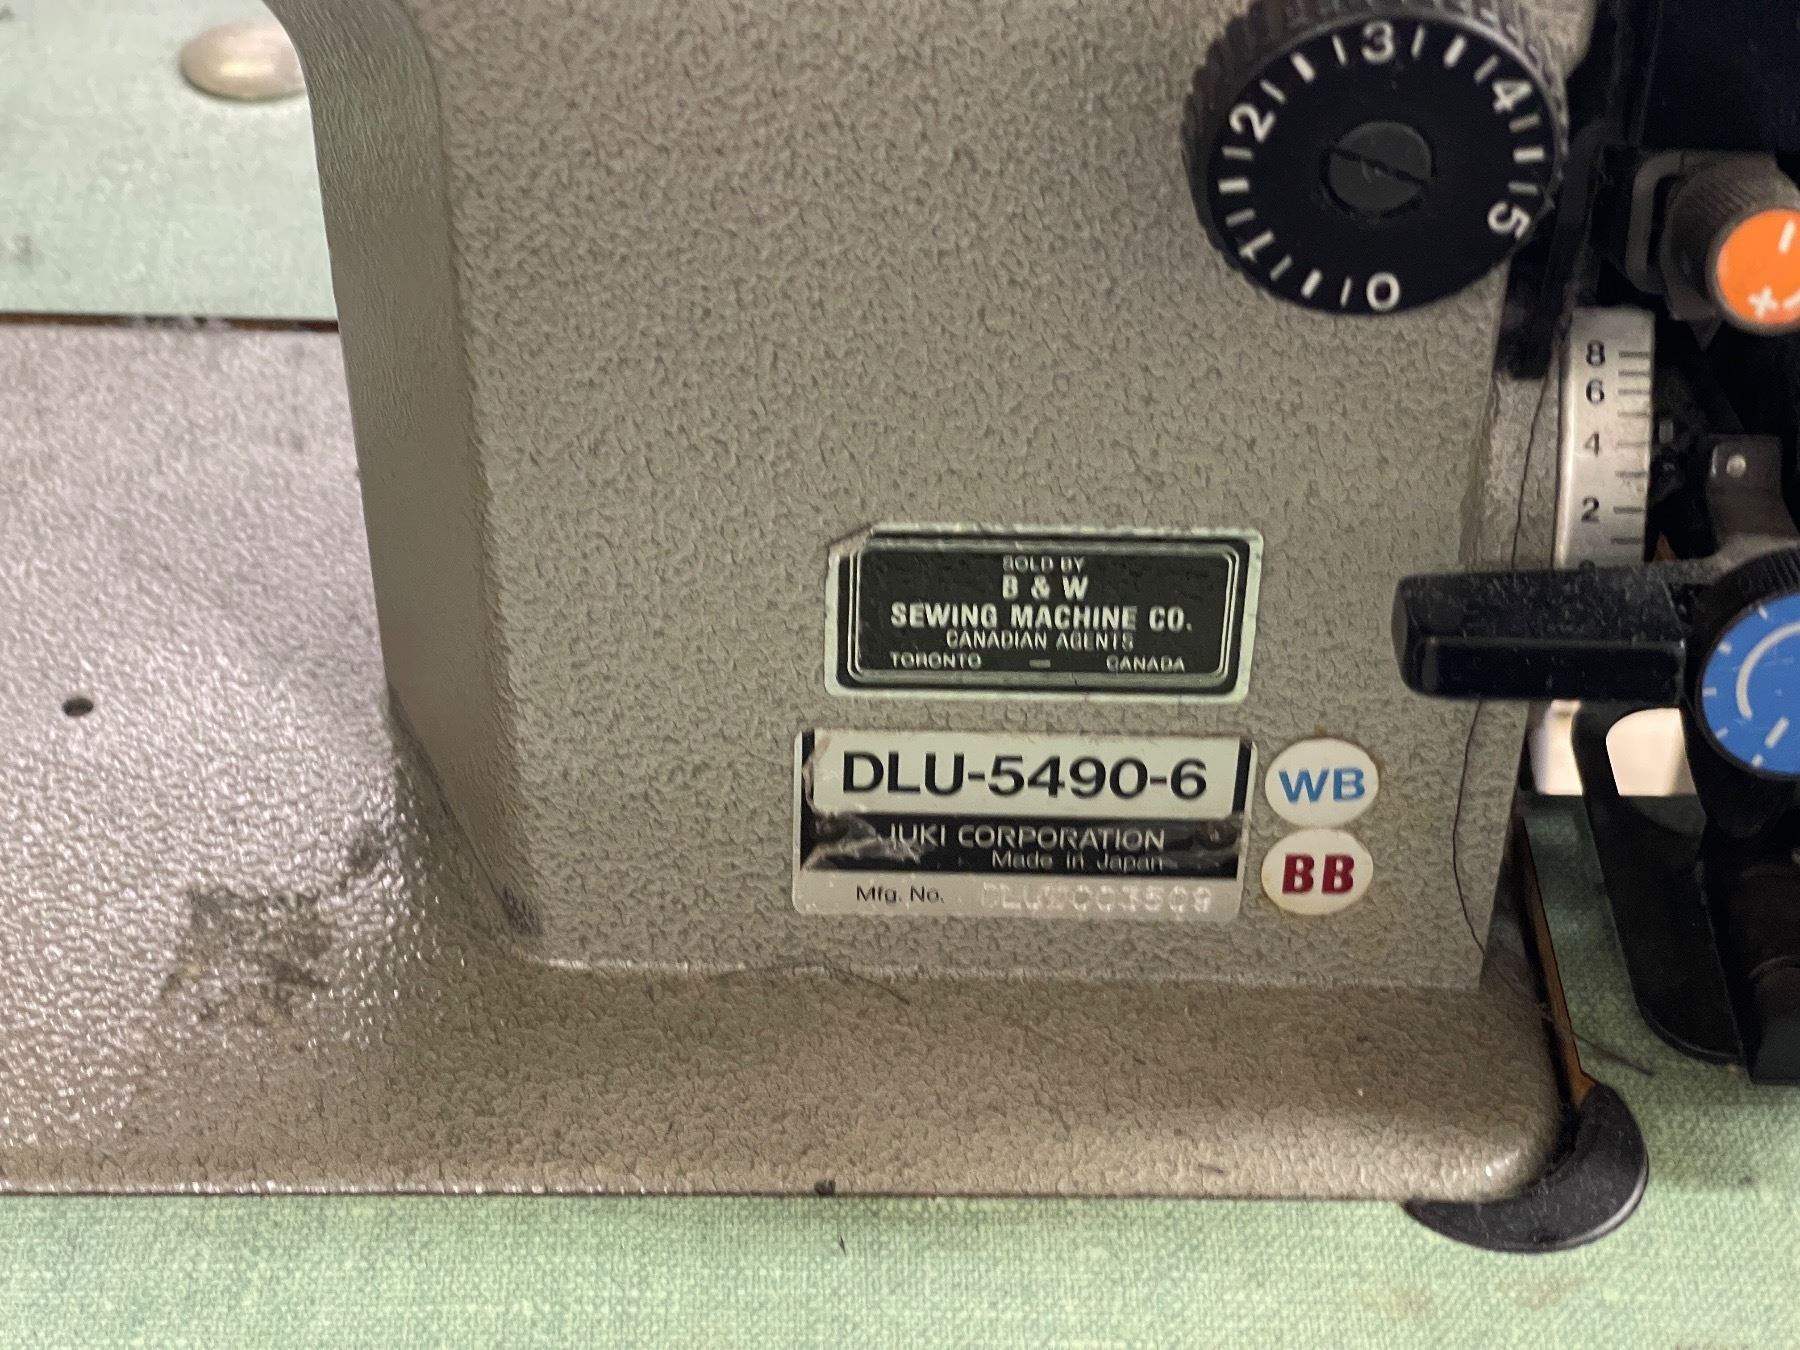 3
2
4
5
1
0
8
6
4
2
SOLD BY
B & W
SEWING MACHINE CO.
CANADIAN AGENTS
TORONTO — CANADA
DLU-5490-6
JUKI CORPORATION
Made in Japan
Mfg. No.
WB
BB